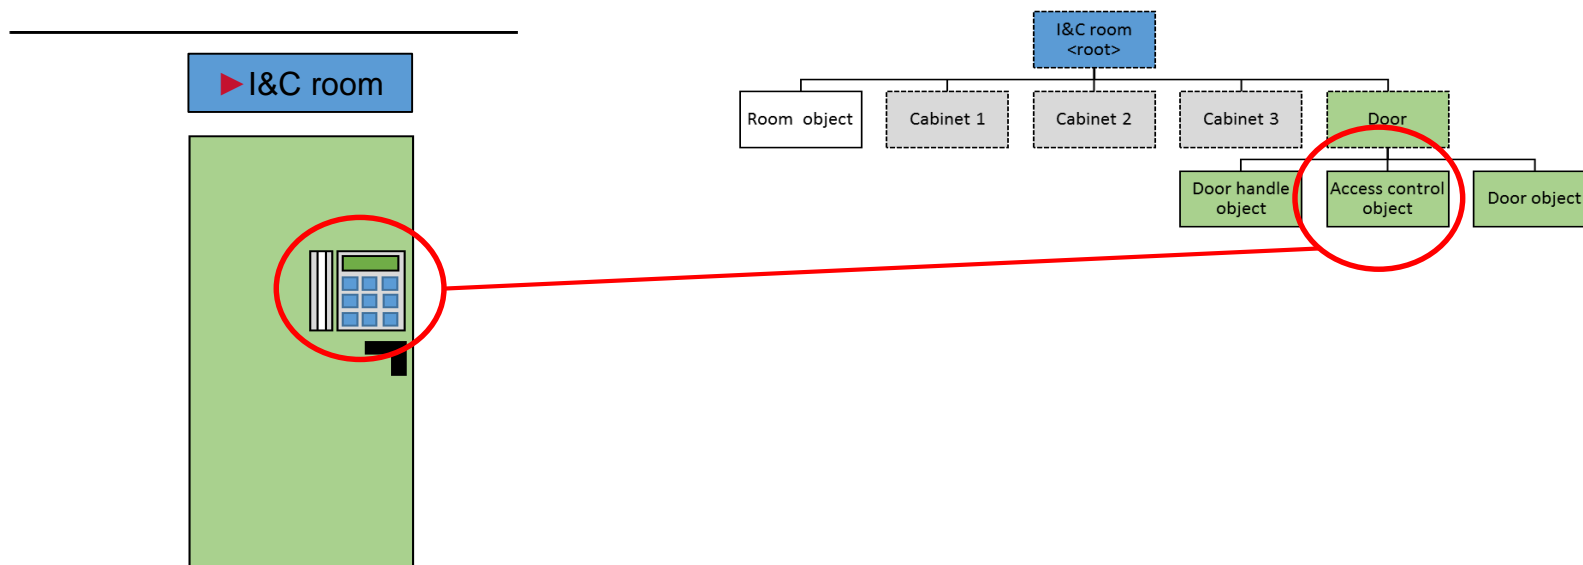 I&C room
I&C room
<root>
Room object
Cabinet 1
Cabinet 2
Cabinet 3
Door
Door handle
object
Access control
object
Door object